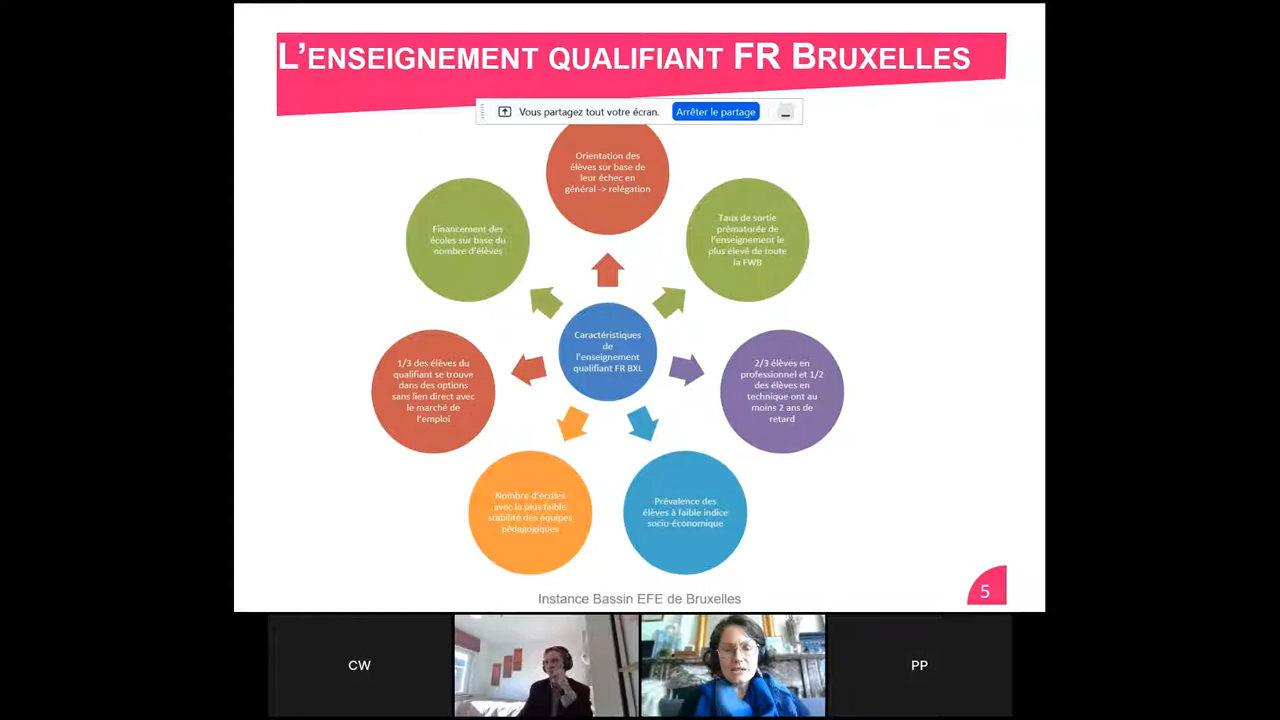 L'ENSEIGNEMENT QUALIFIANT FR BRUXELLES
Vous partagez tout votre écran.
Arrêter le partage
Orientation des
élèves sur base de
leur échec en
général -> relégation
Taux de sortie
prématurée de
l'enseignement le
plus élevé de toute
la FWB
2/3 élèves en
professionnel et 1/2
des élèves en
technique ont au
moins 2 ans de
retard
Prévalence des
élèves à faible indice
socio-économique
Nombre d'écoles
avec la plus faible
stabilité des équipes
pédagogiques
1/3 des élèves du
qualifiant se trouve
dans des options
sans lien direct avec
le marché de
l'emploi
Financement des
écoles sur base du
nombre d'élèves
Caractéristiques
de
l'enseignement
qualifiant FR BXL
Instance Bassin EFE de Bruxelles
5
CW
PP